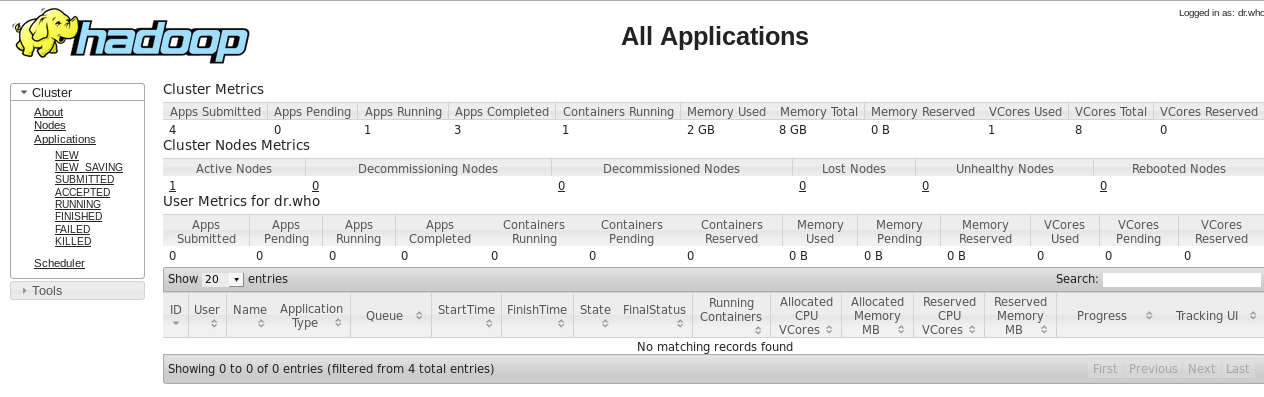 Logged in as: dr.who
hadoop
All Applications
Cluster
About
Nodes
Applications
NEW
NEW_SAVING
SUBMITTED
ACCEPTED
RUNNING
FINISHED
FAILED
KILLED
Scheduler
Tools
Cluster Metrics
Apps Submitted Apps Pending Apps Running Apps Completed Containers Running Memory Used Memory Total Memory Reserved VCores Used VCores Total VCores Reserved
4 0 1 3 1 2 GB 8 GB 0 B 1 8 0
Cluster Nodes Metrics
Active Nodes Decommissioning Nodes Decommissioned Nodes Lost Nodes Unhealthy Nodes Rebooted Nodes
1 0 0 0 0 0
User Metrics for dr.who
Apps Submitted Apps Pending Apps Running Apps Completed Containers Running Containers Pending Containers Reserved Memory Used Memory Pending Memory Reserved VCores Used VCores Pending VCores Reserved
0 0 0 0 0 0 0 0 B 0 B 0 B 0 0 0
Show 20 entries Search:
ID User Name Application Type Queue StartTime FinishTime State FinalStatus Running Containers Allocated CPU VCores Allocated Memory MB Reserved CPU VCores Reserved Memory MB Progress Tracking UI
No matching records found
Showing 0 to 0 of 0 entries (filtered from 4 total entries) First Previous Next Last